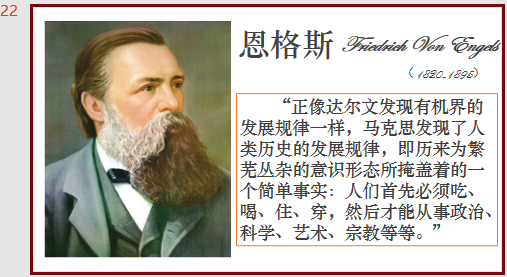 22
恩格斯 Friedrich Von Engels
(1820-1895)
“正像达尔文发现有机界的
发展规律一样，马克思发现了人
类历史的发展规律，即历来为繁
芜丛杂的意识形态所掩盖着的一
个简单事实：人们首先必须吃、
喝、住、穿，然后才能从事政治、
科学、艺术、宗教等等。”